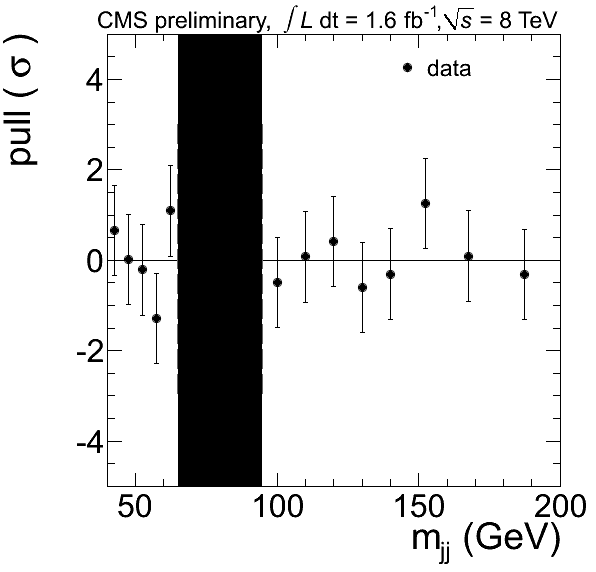 CMS preliminary, ∫ L dt = 1.6 fb⁻¹, √s = 8 TeV
pull ( σ )
data
4
2
0
-2
-4
50 100 150 200
m_jj (GeV)